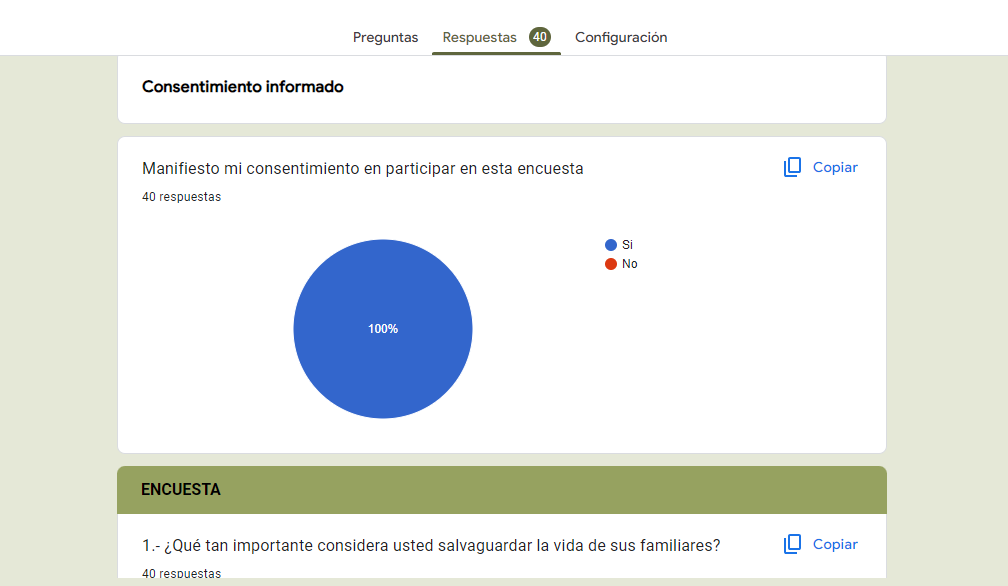 Preguntas Respuestas 40 Configuración
Consentimiento informado
Manifiesto mi consentimiento en participar en esta encuesta
Copiar
40 respuestas
Si
No
100%
ENCUESTA
1.- ¿Qué tan importante considera usted salvaguardar la vida de sus familiares?
Copiar
40 respuestas